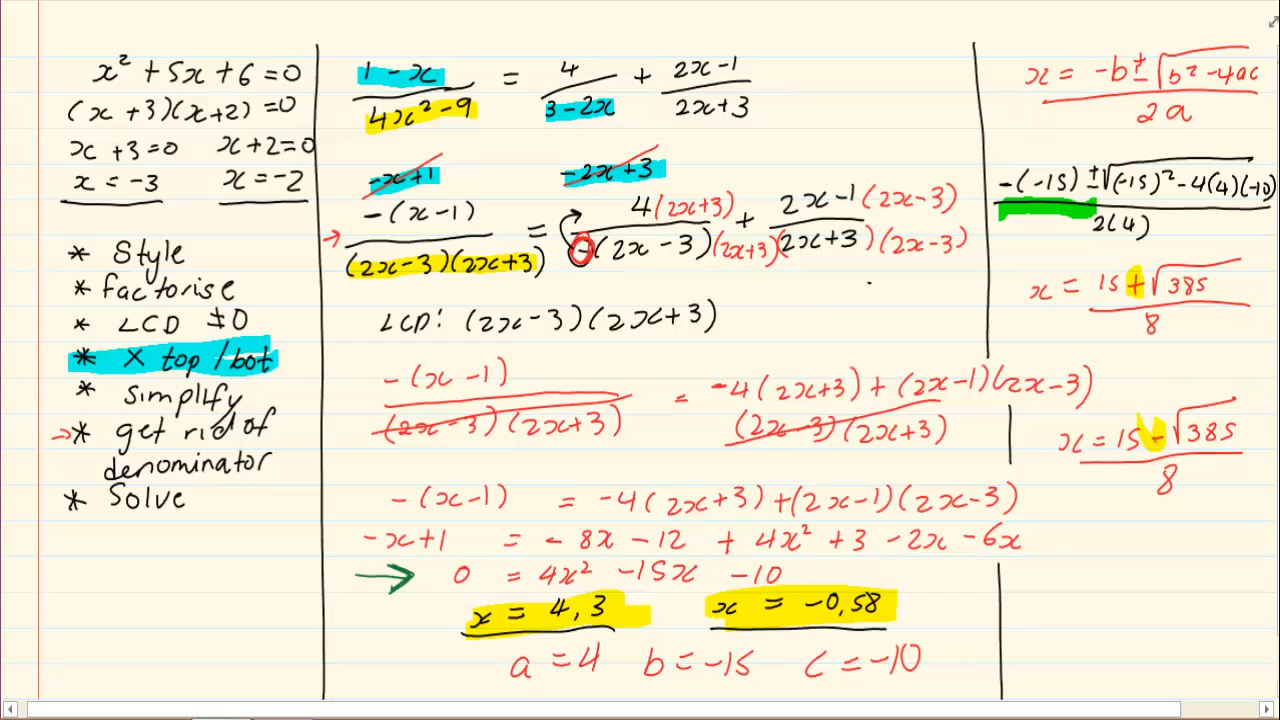 x² + 5x + 6 = 0
(x + 3)(x + 2) = 0
x + 3 = 0 x + 2 = 0
x = -3 x = -2
* Style
* factorise
* LCD ≠ 0
* × top / bot
* simplify
→ * get rid of
denominator
* Solve
(1 - x)/(4x² - 9) = 4/(3 - 2x) + (2x - 1)/(2x + 3)
-x + 1 -2x + 3
→ -(x - 1)/((2x - 3)(2x + 3)) = 4(2x + 3)/(-(2x - 3)(2x + 3)) + (2x - 1)(2x - 3)/((2x + 3)(2x - 3))
LCD: (2x - 3)(2x + 3)
-(x - 1)/((2x - 3)(2x + 3)) = (-4(2x + 3) + (2x - 1)(2x - 3))/((2x - 3)(2x + 3))
-(x - 1) = -4(2x + 3) + (2x - 1)(2x - 3)
-x + 1 = -8x - 12 + 4x² + 3 - 2x - 6x
→ 0 = 4x² - 15x - 10
x = 4,3 x = -0,58
a = 4 b = -15 c = -10
x = (-b ± √(b² - 4ac))/(2a)
(-(-15) ± √((-15)² - 4(4)(-10)))/(2(4))
x = (15 + √385)/8
x = (15 - √385)/8